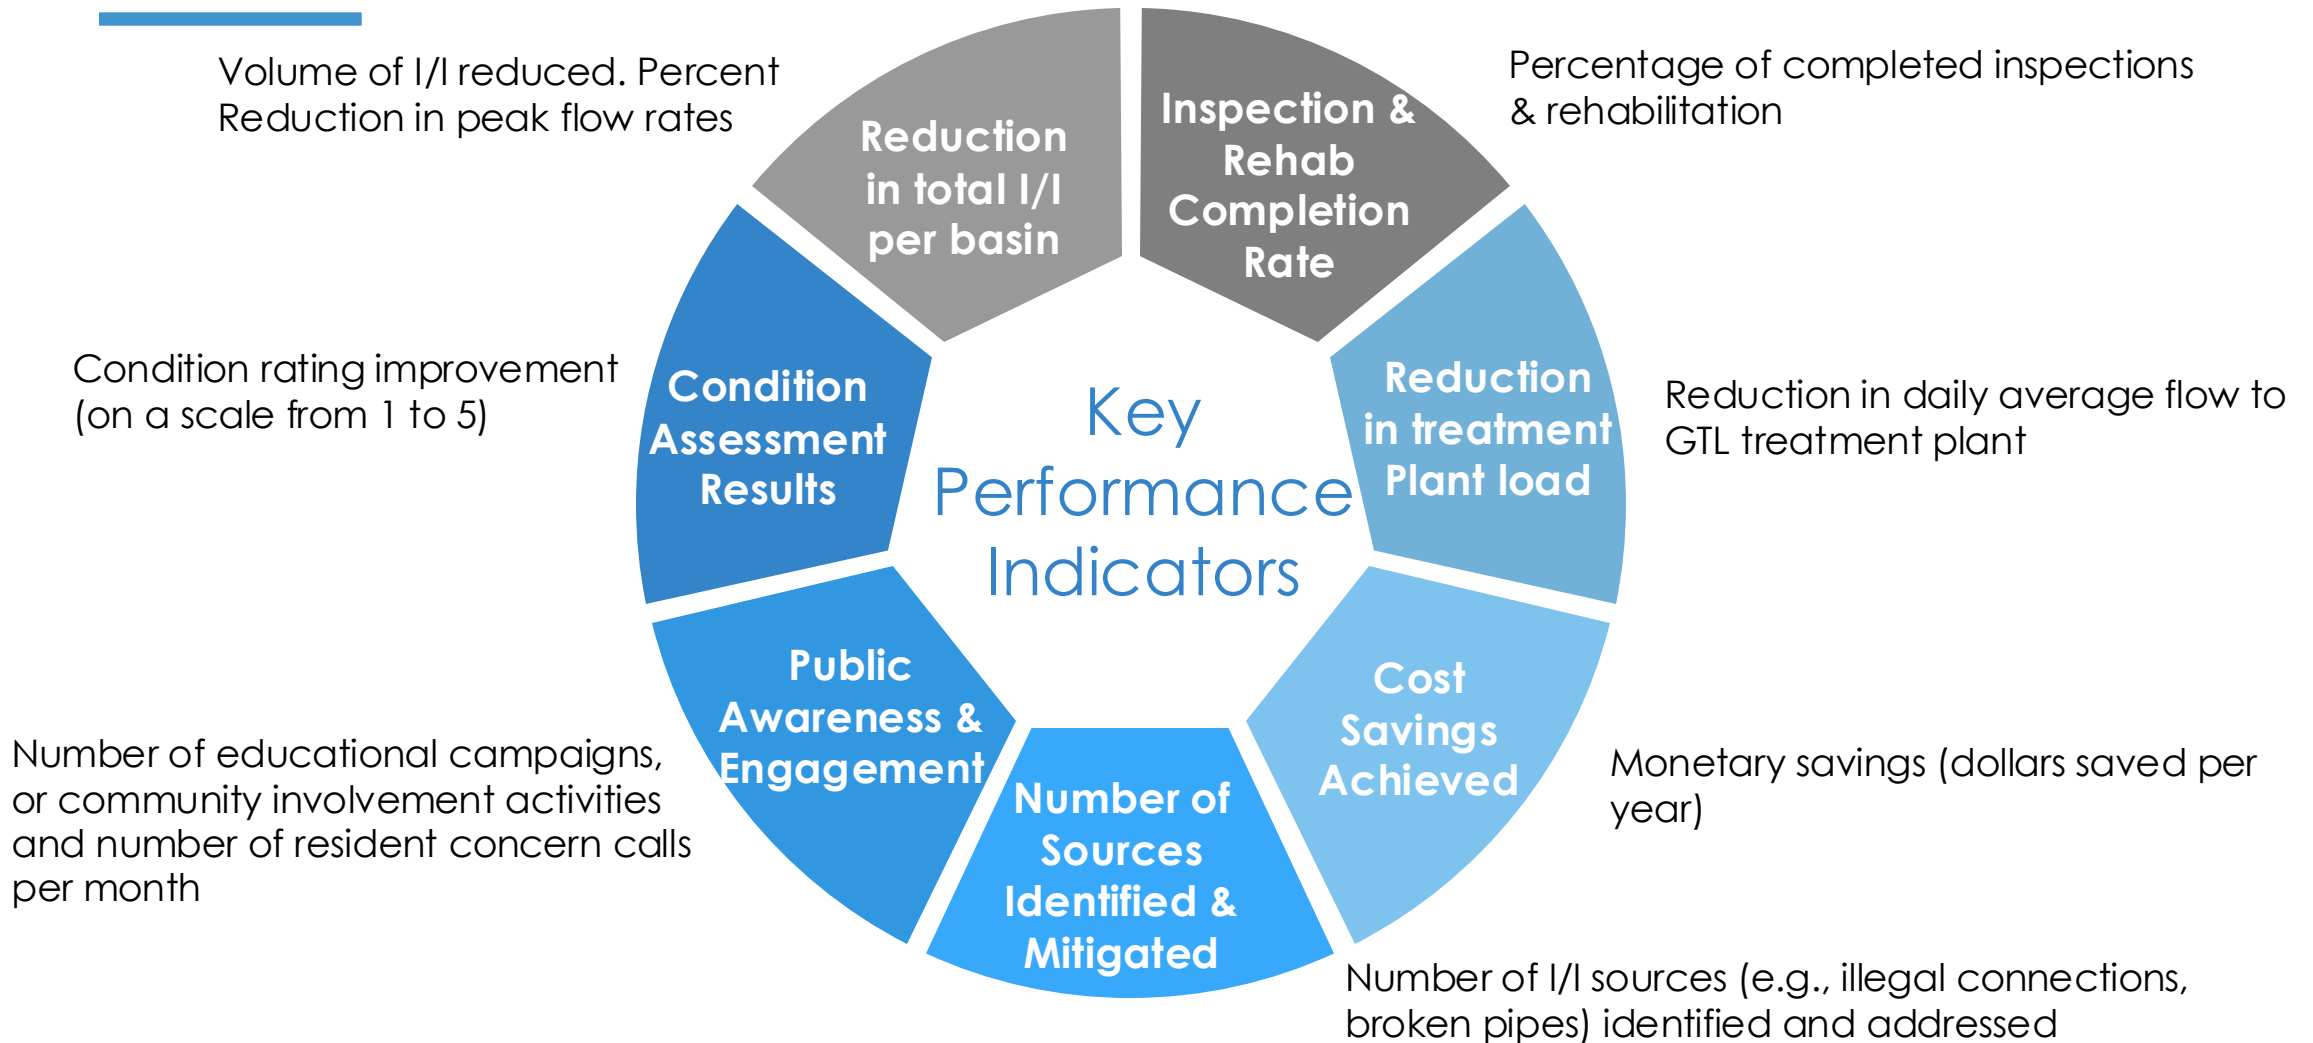 Volume of I/I reduced. Percent
Reduction in peak flow rates
Reduction
in total I/I
per basin
Inspection &
Rehab
Completion
Rate
Percentage of completed inspections
& rehabilitation
Condition rating improvement
(on a scale from 1 to 5)
Condition
Assessment
Results
Key
Performance
Indicators
Reduction
in treatment
Plant load
Reduction in daily average flow to
GTL treatment plant
Number of educational campaigns,
or community involvement activities
and number of resident concern calls
per month
Public
Awareness &
Engagement
Number of
Sources
Identified &
Mitigated
Cost
Savings
Achieved
Monetary savings (dollars saved per
year)
Number of I/I sources (e.g., illegal connections,
broken pipes) identified and addressed